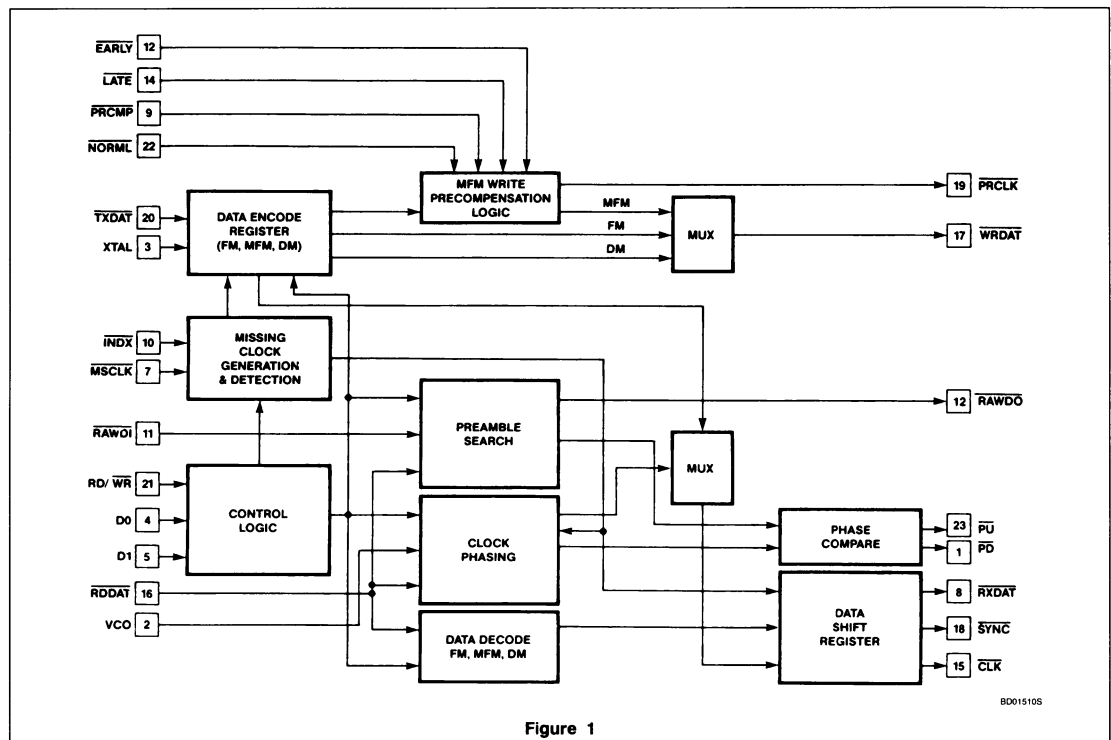 EARLY 12
LATE 14
PRCMP 9
NORML 22
MFM WRITE
PRECOMPENSATION
LOGIC
19 PRCLK
MFM
FM
DM
MUX
17 WRDAT
TXDAT 20
XTAL 3
DATA ENCODE
REGISTER
(FM, MFM, DM)
INDX 10
MSCLK 7
MISSING
CLOCK
GENERATION
& DETECTION
RAWDI 11
PREAMBLE
SEARCH
12 RAWDO
MUX
RD/ WR 21
D0 4
D1 5
CONTROL
LOGIC
CLOCK
PHASING
PHASE
COMPARE
23 PU
1 PD
RDDAT 16
VCO 2
DATA DECODE
FM, MFM, DM
DATA
SHIFT
REGISTER
8 RXDAT
18 SYNC
15 CLK
BD01510S
Figure 1